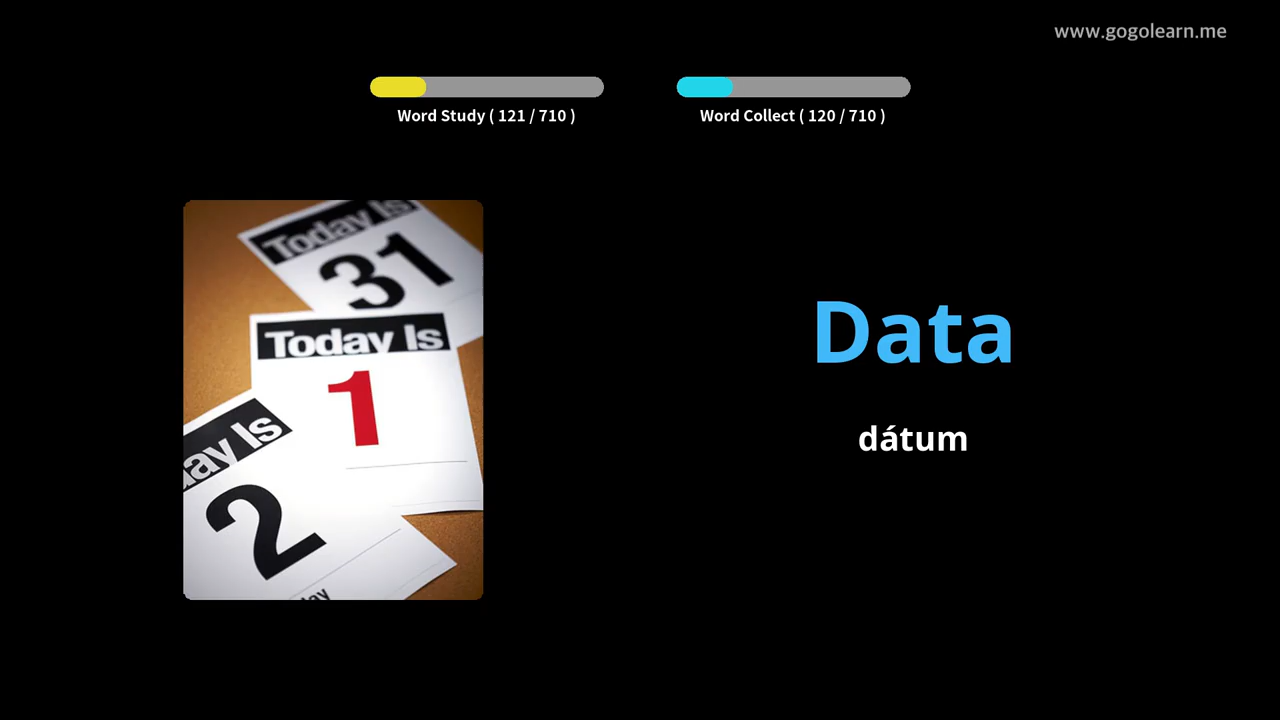 www.gogolearn.me
Word Study ( 121 / 710 )
Word Collect ( 120 / 710 )
Today Is
31
Today Is
1
day Is
2
Data
dátum